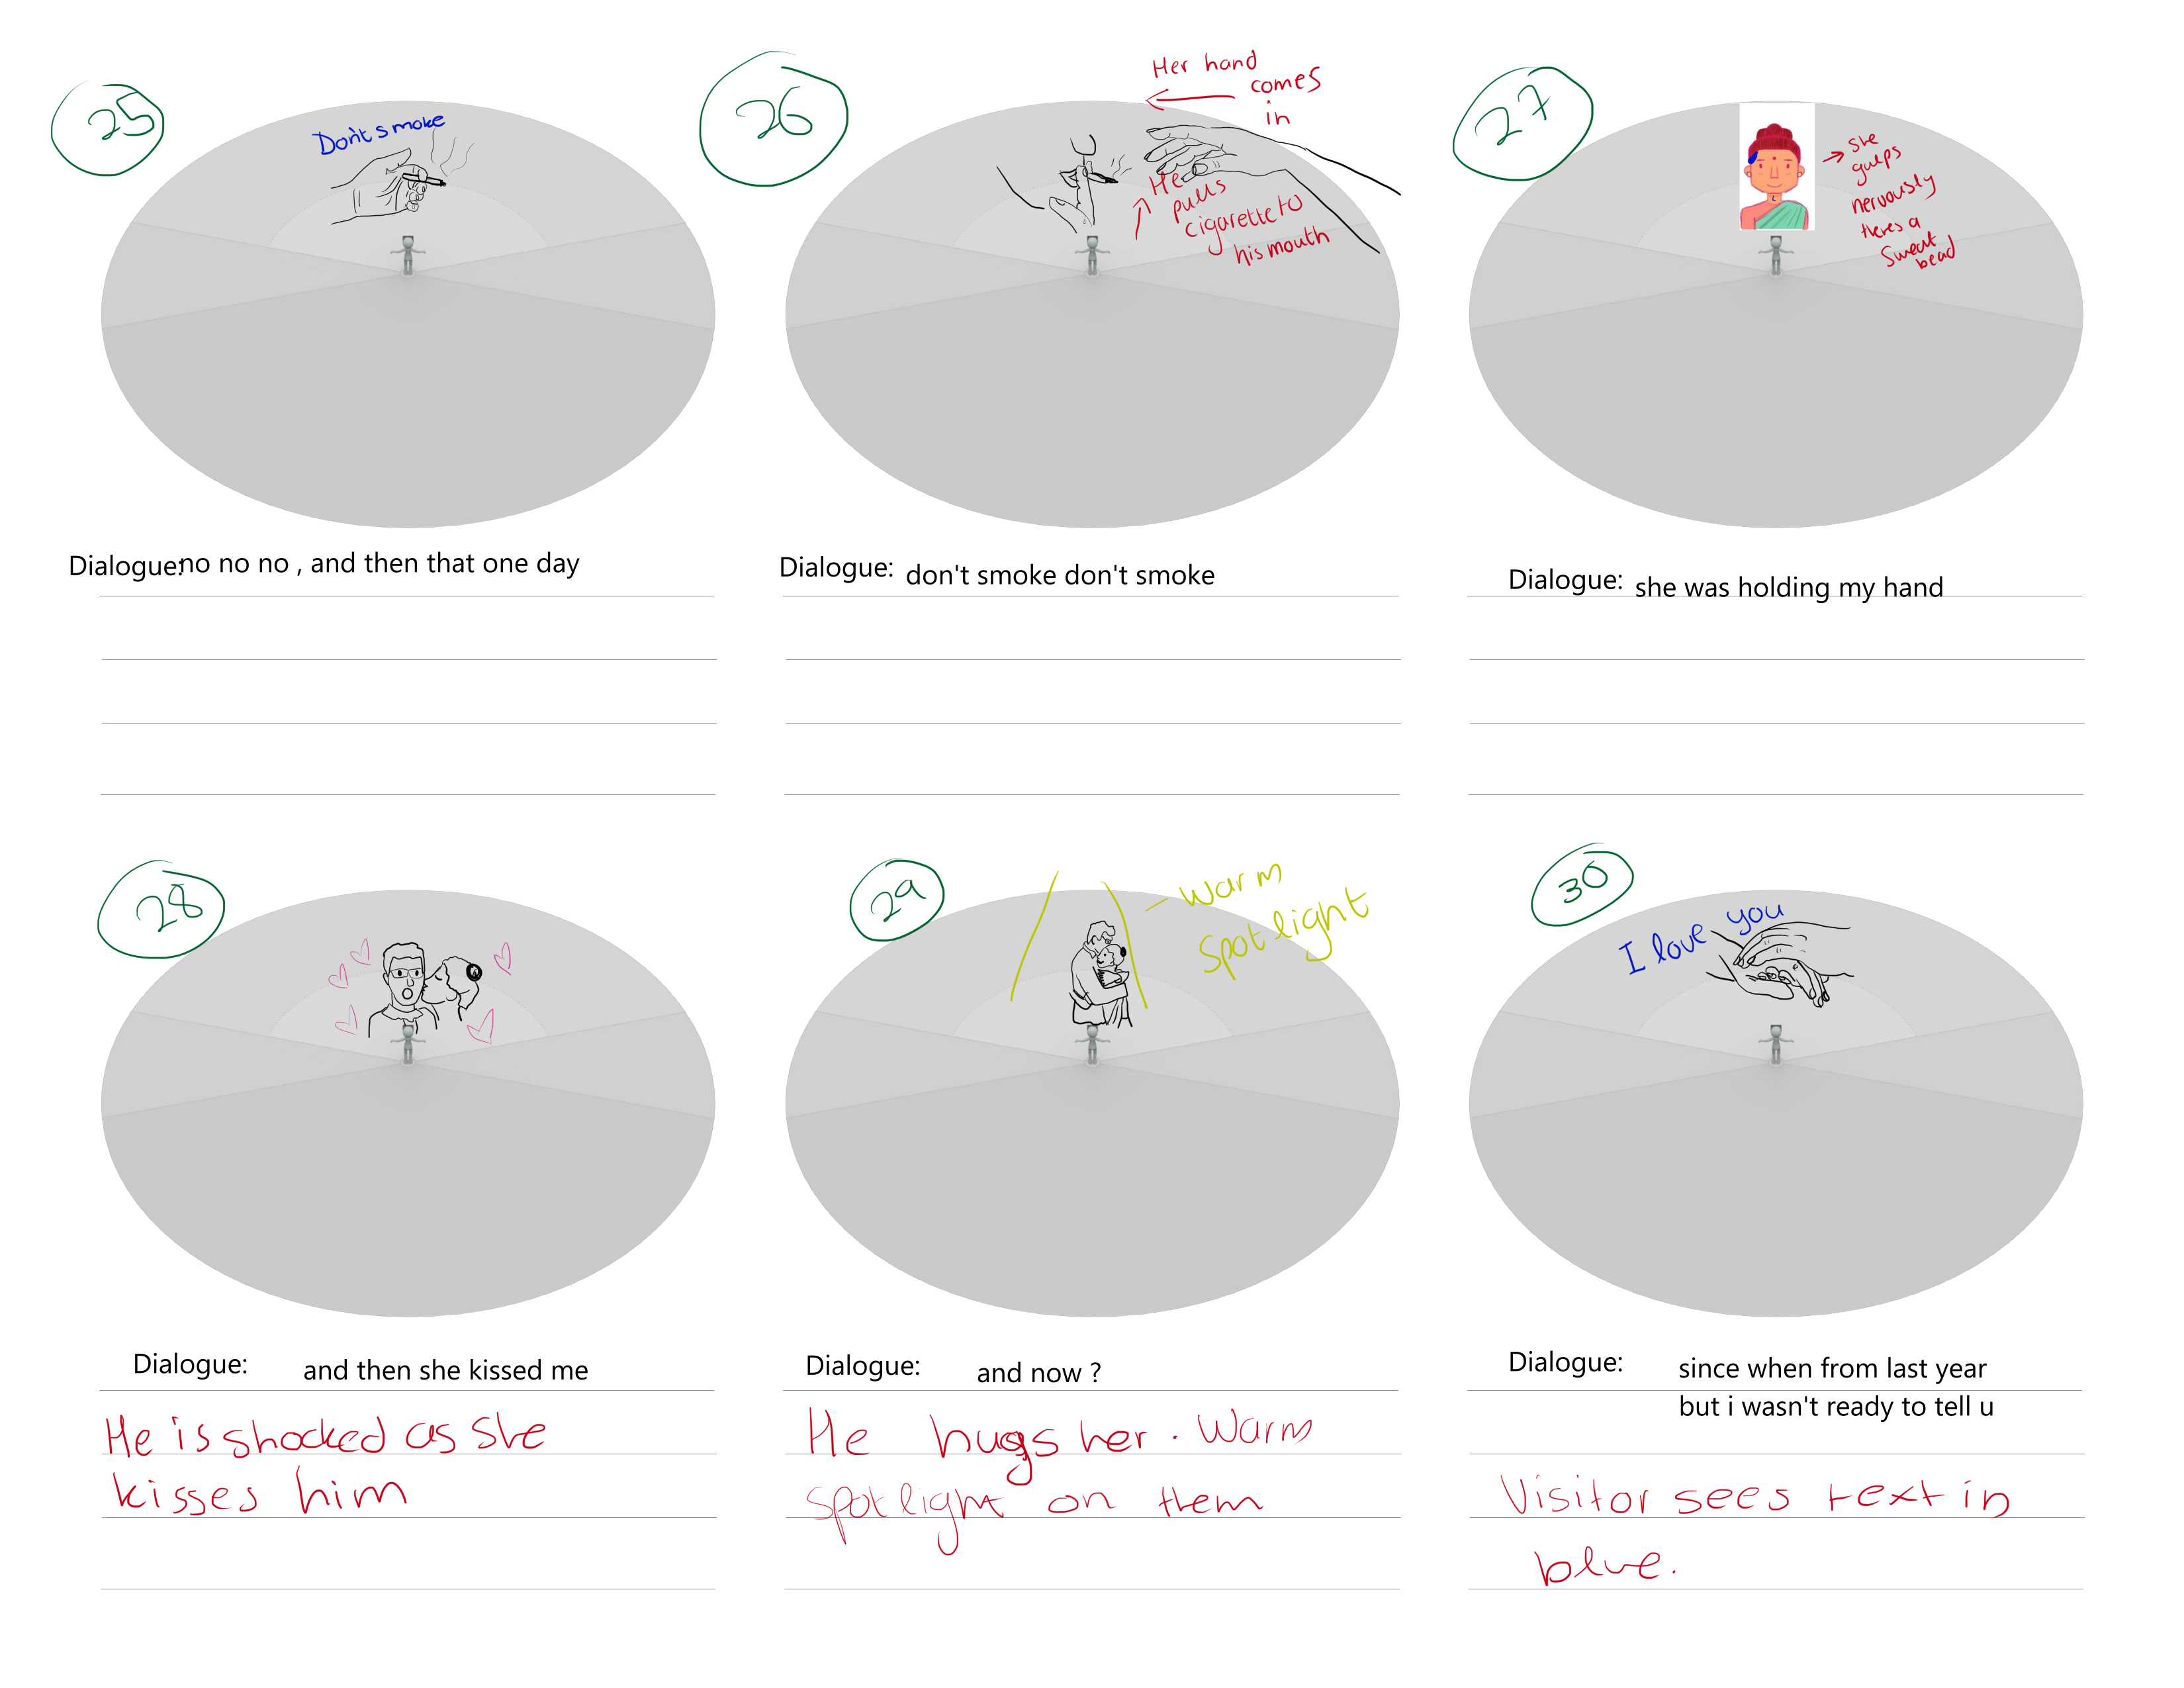 25
Don't smoke
Dialogue: no no no , and then that one day
26
Her hand
comes
in
He
pulls
cigarette to
his mouth
Dialogue: don't smoke don't smoke
27
she
gulps
nervously
theres a
Sweat
bead
Dialogue: she was holding my hand
28
Dialogue: and then she kissed me
He is shocked as she
kisses him
29
- warm
spotlight
Dialogue: and now ?
He hugs her. Warm
spotlight on them
30
I love you
Dialogue: since when from last year
but i wasn't ready to tell u
Visitor sees text in
blue.